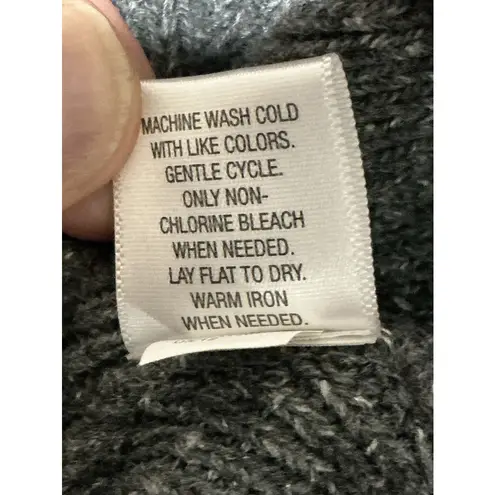 MACHINE WASH COLD
WITH LIKE COLORS.
GENTLE CYCLE.
ONLY NON-
CHLORINE BLEACH
WHEN NEEDED.
LAY FLAT TO DRY.
WARM IRON
WHEN NEEDED.